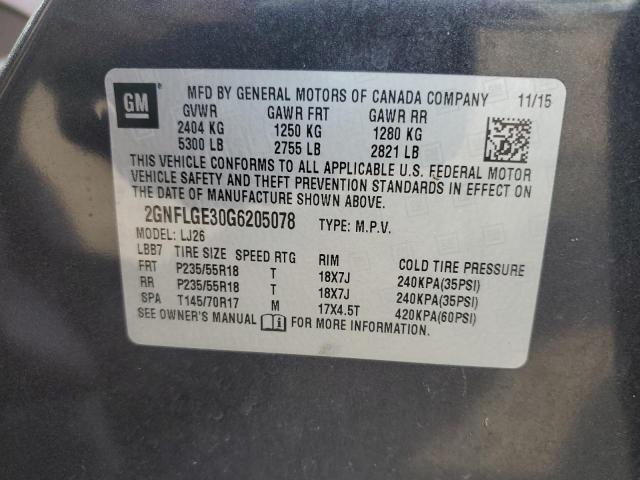 GM
MFD BY GENERAL MOTORS OF CANADA COMPANY 11/15
GVWR GAWR FRT GAWR RR
2404 KG 1250 KG 1280 KG
5300 LB 2755 LB 2821 LB
THIS VEHICLE CONFORMS TO ALL APPLICABLE U.S. FEDERAL MOTOR
VEHICLE SAFETY AND THEFT PREVENTION STANDARDS IN EFFECT ON
THE DATE OF MANUFACTURE SHOWN ABOVE.
2GNFLGE30G6205078 TYPE: M.P.V.
MODEL: LJ26
LBB7 TIRE SIZE SPEED RTG RIM COLD TIRE PRESSURE
FRT P235/55R18 T 18X7J 240KPA(35PSI)
RR P235/55R18 T 18X7J 240KPA(35PSI)
SPA T145/70R17 M 17X4.5T 420KPA(60PSI)
SEE OWNER'S MANUAL FOR MORE INFORMATION.